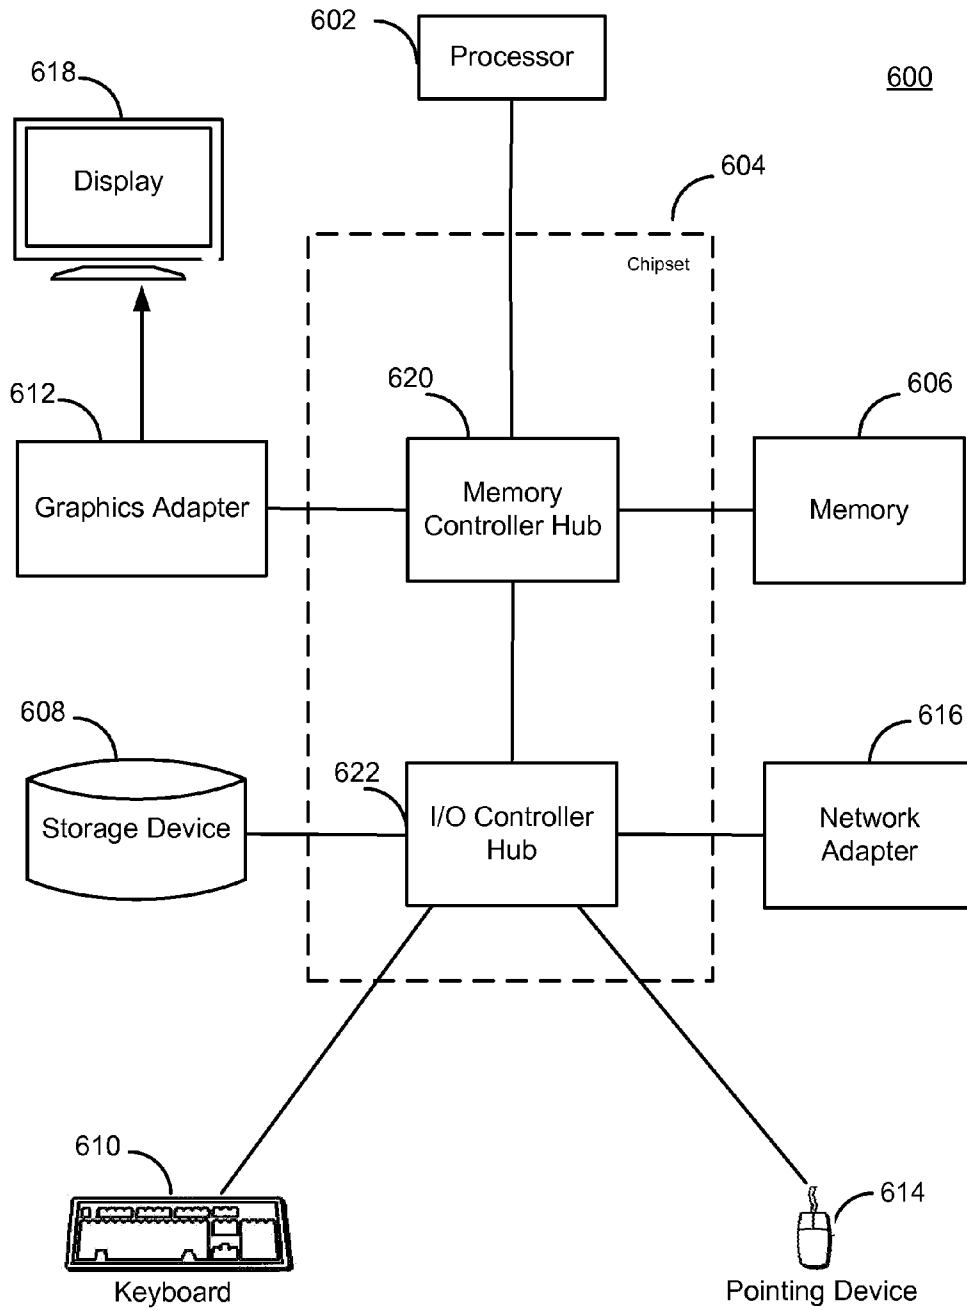 602
Processor
600
618
Display
604
Chipset
612
Graphics Adapter
620
Memory
Controller Hub
606
Memory
608
Storage Device
622
I/O Controller
Hub
616
Network
Adapter
610
Keyboard
614
Pointing Device